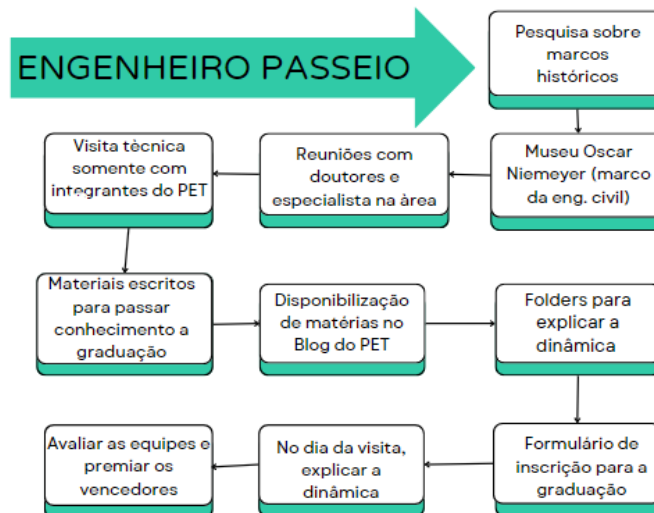 ENGENHEIRO PASSEIO
Pesquisa sobre
marcos
históricos
Museu Oscar
Niemeyer (marco
da eng. civil)
Reuniões com
doutores e
especialista na àrea
Visita tècnica
somente com
integrantes do PET
Materiais escritos
para passar
conhecimento a
graduação
Disponibilização
de matérias no
Blog do PET
Folders para
explicar a
dinâmica
Formulário de
inscrição para a
graduação
No dia da visita,
explicar a
dinâmica
Avaliar as equipes e
premiar os
vencedores